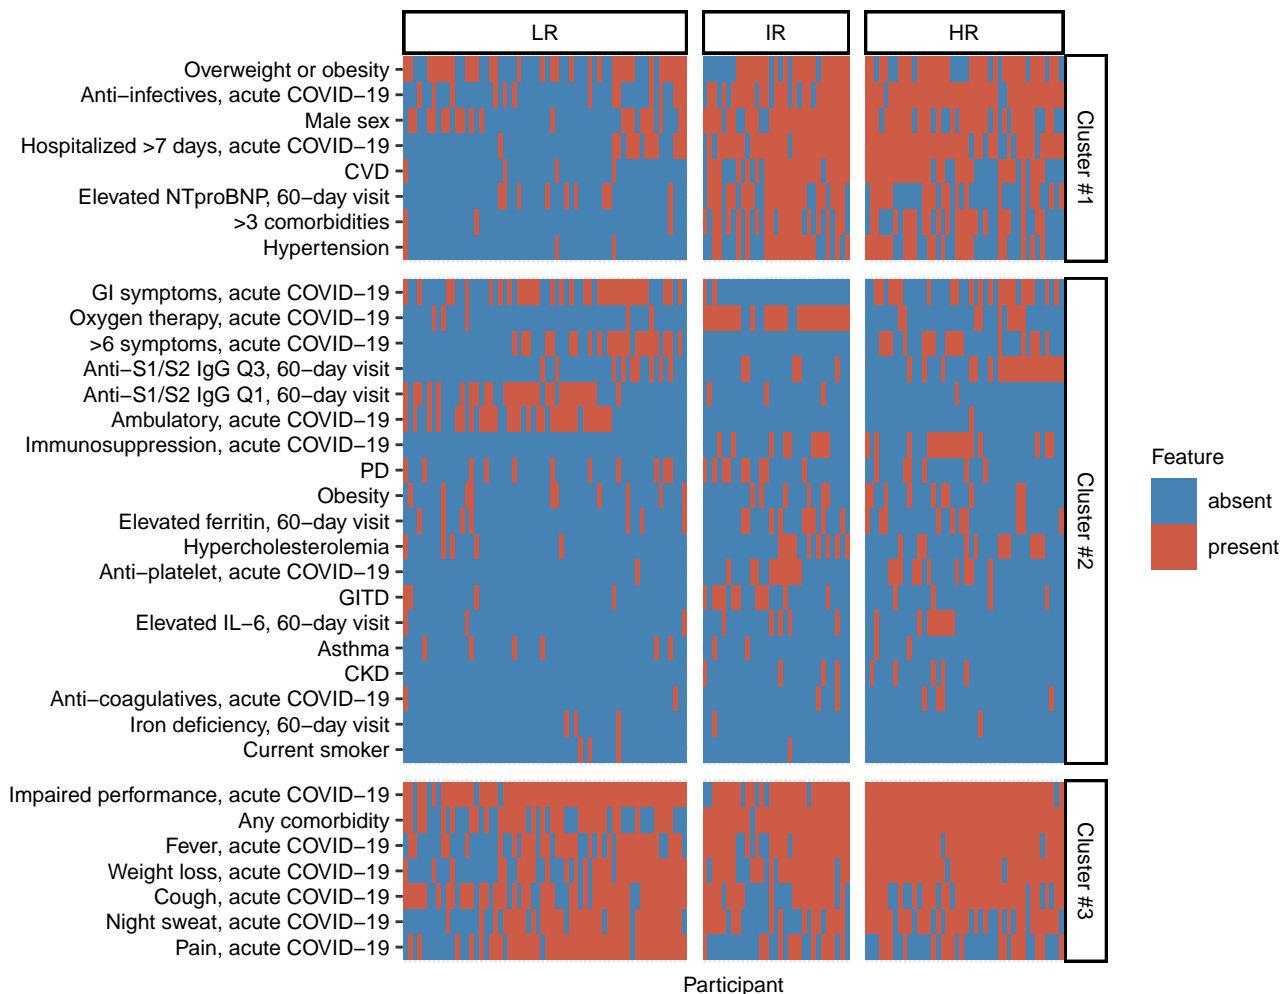 LR
IR
HR
Overweight or obesity
Anti−infectives, acute COVID−19
Male sex
Hospitalized >7 days, acute COVID−19
CVD
Elevated NTproBNP, 60−day visit
>3 comorbidities
Hypertension
Cluster #1
GI symptoms, acute COVID−19
Oxygen therapy, acute COVID−19
>6 symptoms, acute COVID−19
Anti−S1/S2 IgG Q3, 60−day visit
Anti−S1/S2 IgG Q1, 60−day visit
Ambulatory, acute COVID−19
Immunosuppression, acute COVID−19
PD
Obesity
Elevated ferritin, 60−day visit
Hypercholesterolemia
Anti−platelet, acute COVID−19
GITD
Elevated IL−6, 60−day visit
Asthma
CKD
Anti−coagulatives, acute COVID−19
Iron deficiency, 60−day visit
Current smoker
Cluster #2
Impaired performance, acute COVID−19
Any comorbidity
Fever, acute COVID−19
Weight loss, acute COVID−19
Cough, acute COVID−19
Night sweat, acute COVID−19
Pain, acute COVID−19
Cluster #3
Participant
Feature
absent
present